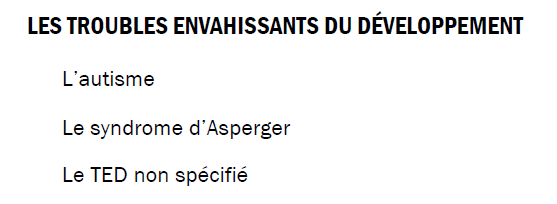 LES TROUBLES ENVAHISSANTS DU DÉVELOPPEMENT
L’autisme
Le syndrome d’Asperger
Le TED non spécifié